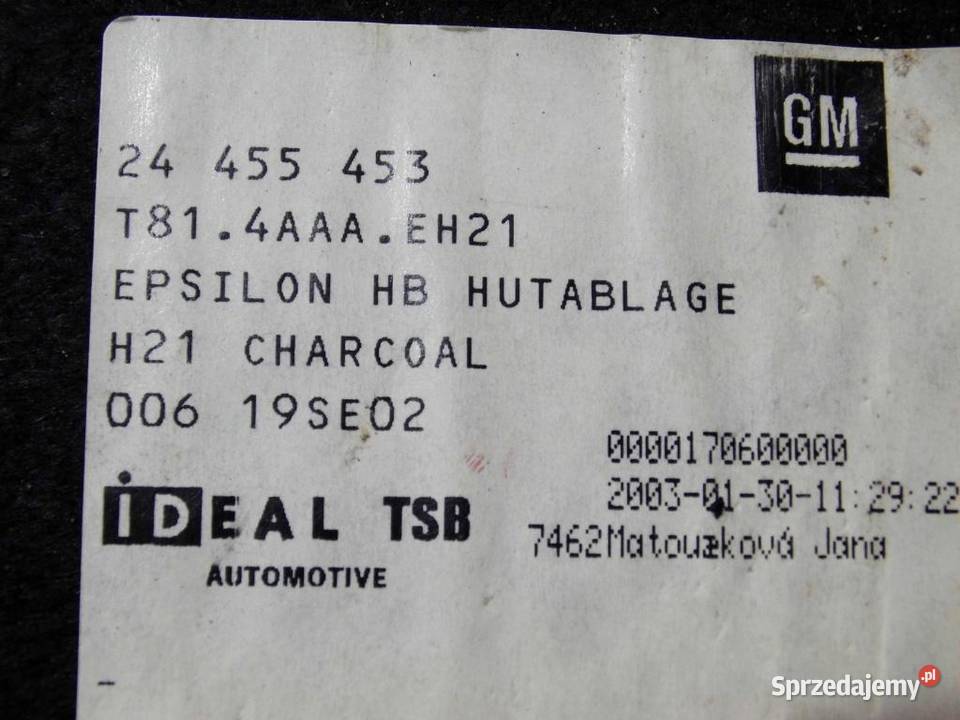 GM
24 455 453
T81.4AAA.EH21
EPSILON HB HUTABLAGE
H21 CHARCOAL
006 19SE02
0000170600000
2003-01-30-11:29:22
7462Matouzková Jana
iDEAL TSB
AUTOMOTIVE
Sprzedajemy.pl